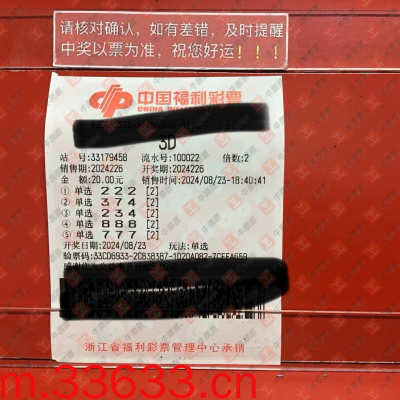 请核对确认，如有差错，及时提醒
中奖以票为准，祝您好运！！！
中国福利彩票
3D
站 号:33179458 流水号:100022 倍数:2
销售期:2024226 开奖期:2024226
金 额:20.00元 销售时间:2024/08/23-18:40:41
① 单选 2 2 2 [2]
② 单选 3 7 4 [2]
③ 单选 2 3 4 [2]
④ 单选 8 8 8 [2]
⑤ 单选 7 7 7 [2]
开奖日期:2024/08/23 玩法:单选
浙江省福利彩票管理中心承销
m.33633.cn